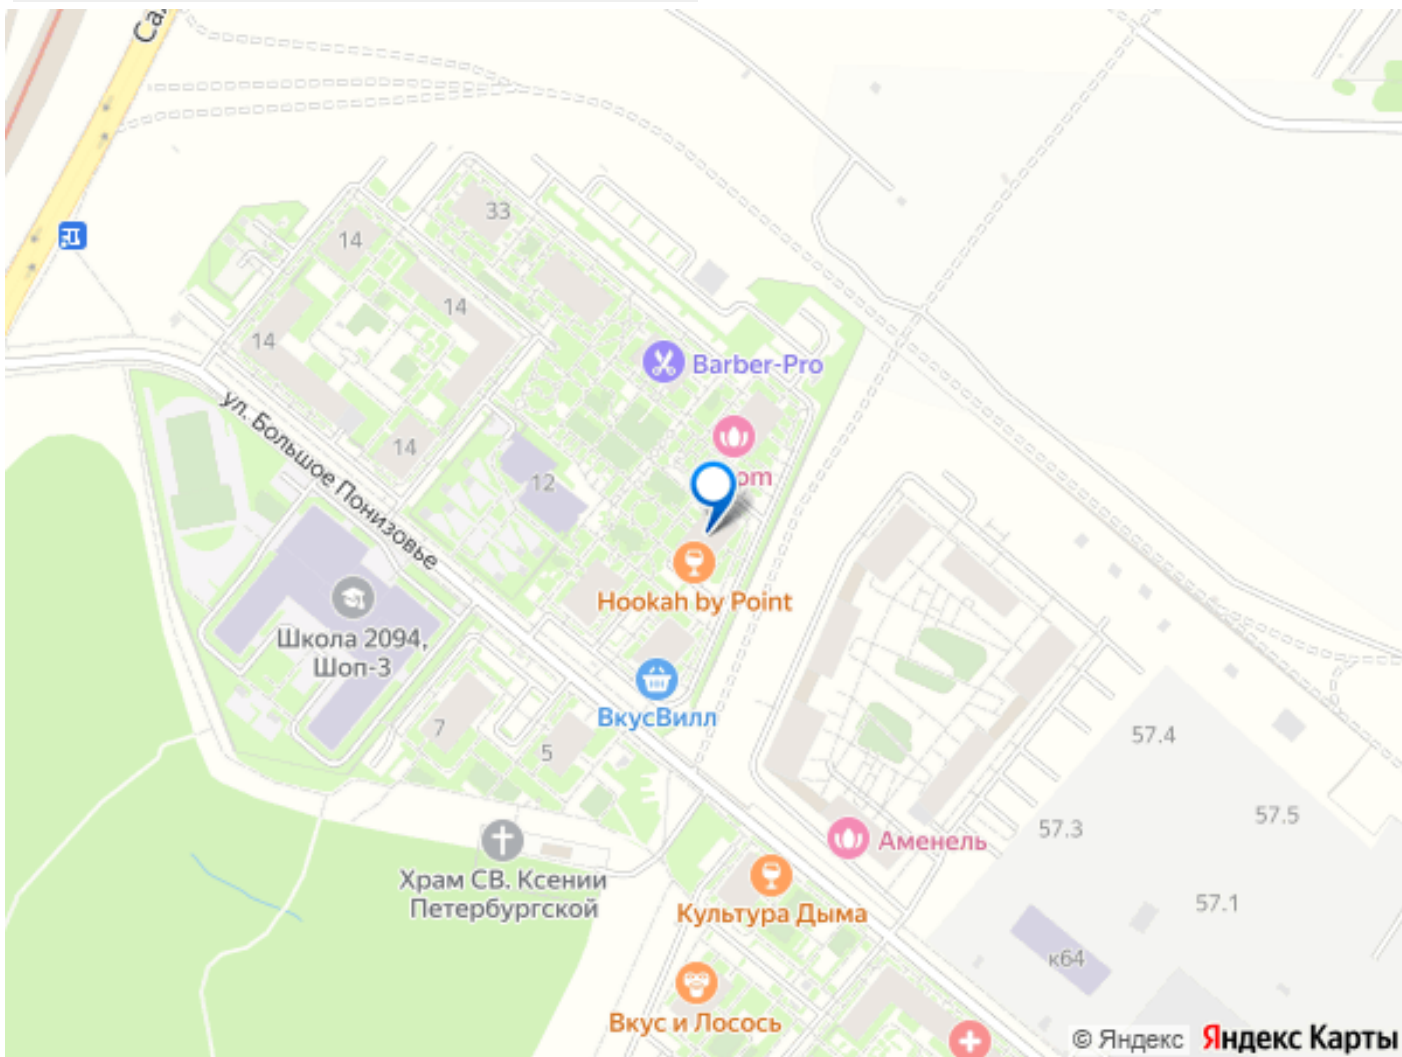 Са
33
14
14
14
Barber-Pro
ул. Большое Понизовье
14
12
om
Hookah by Point
Школа 2094,
Шоп-3
ВкусВилл
7
5
57.4
57.3
57.5
Аменель
Храм СВ. Ксении
Петербургской
Культура Дыма
57.1
к64
Вкус и Лосось
© Яндекс Яндекс Карты